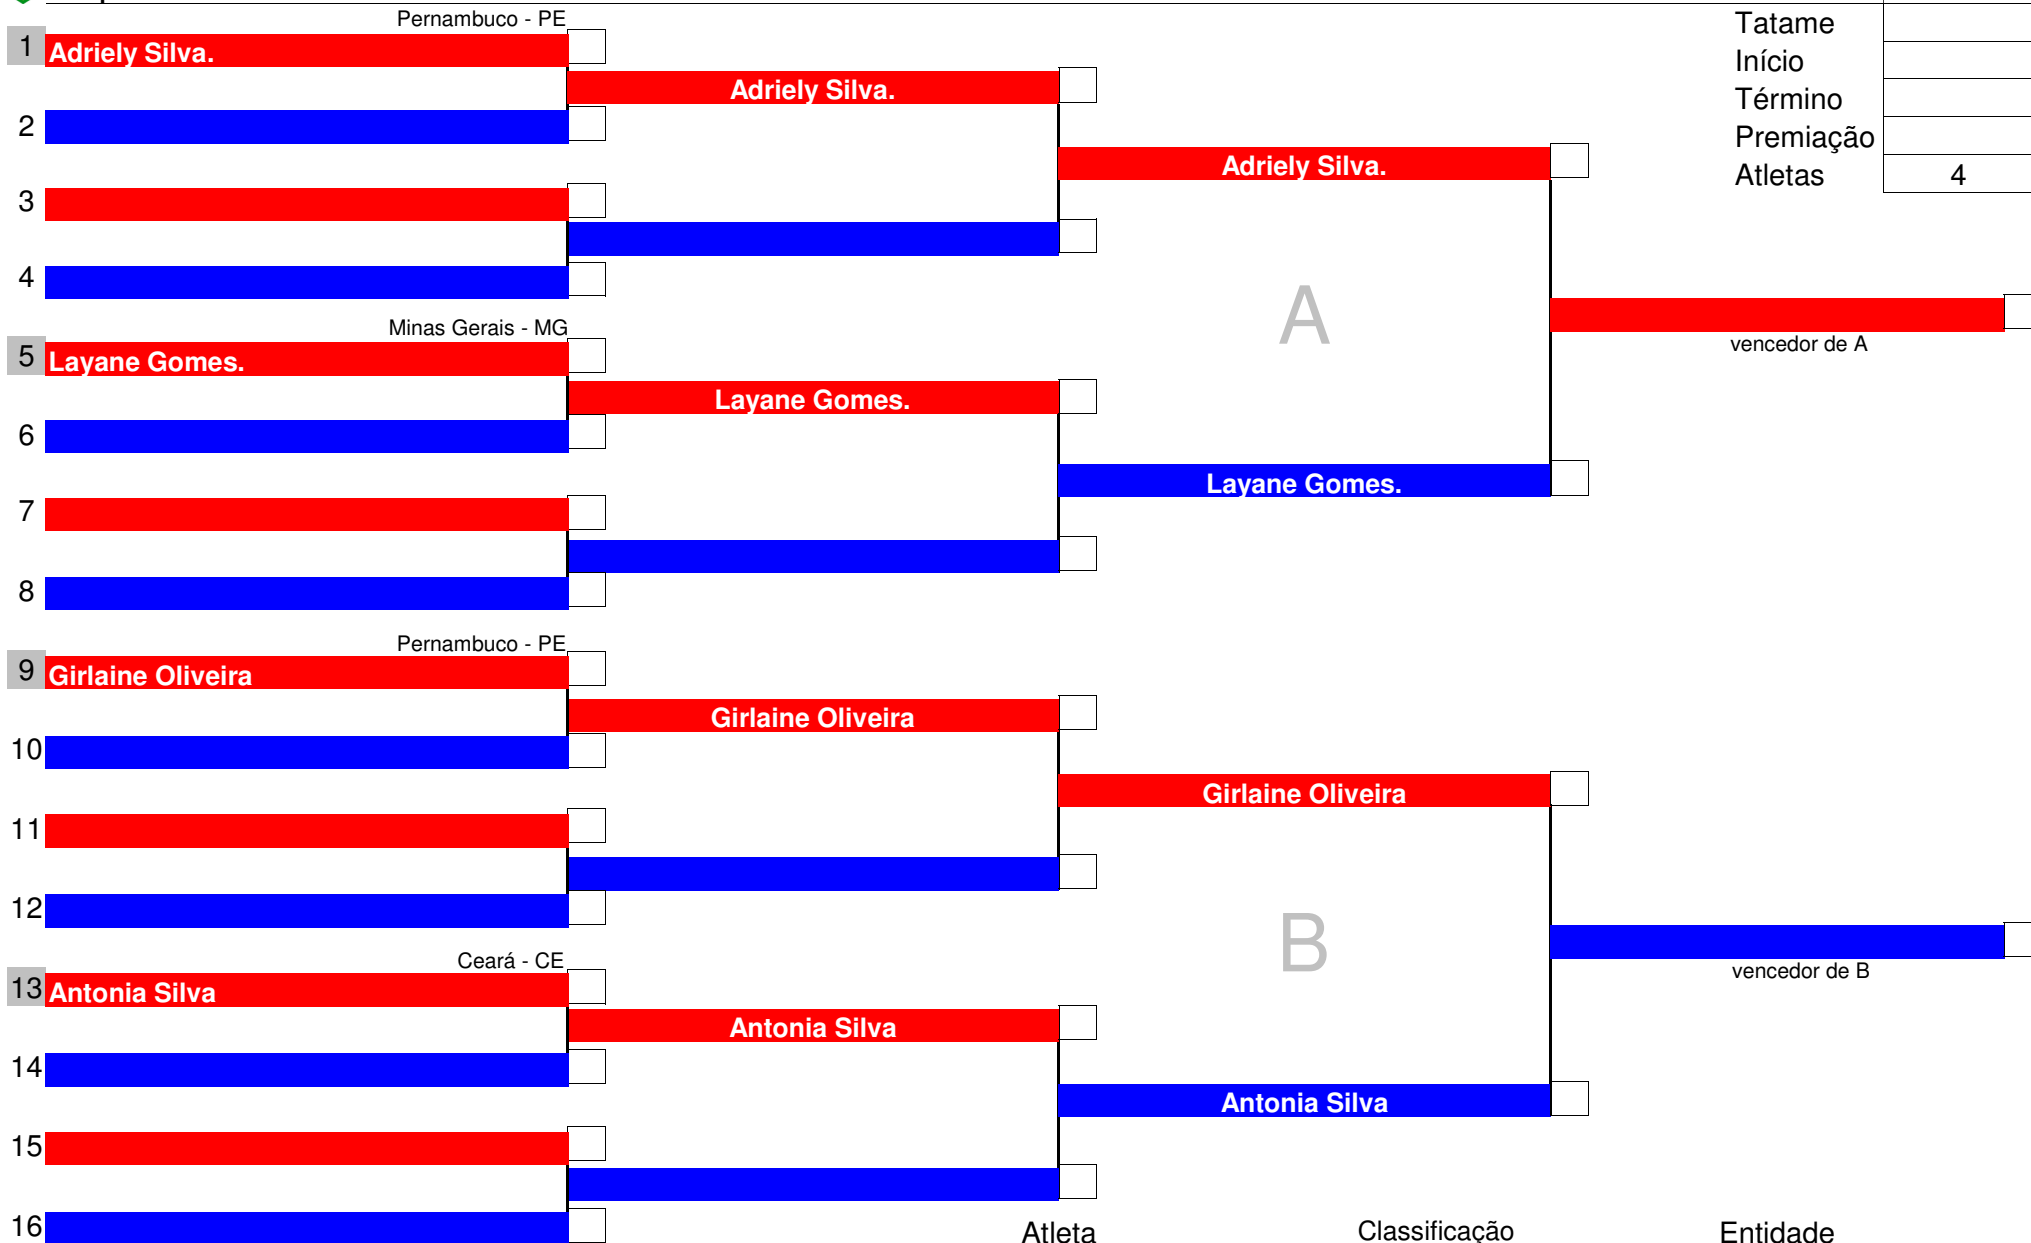 Pernambuco - PE
1 Adriely Silva.
Adriely Silva.
2
Adriely Silva.
3
4
Minas Gerais - MG
5 Layane Gomes.
Layane Gomes.
6
Layane Gomes.
7
8
A
vencedor de A
Tatame
Início
Término
Premiação
Atletas 4
Pernambuco - PE
9 Girlaine Oliveira
Girlaine Oliveira
10
Girlaine Oliveira
11
12
B
vencedor de B
Ceará - CE
13 Antonia Silva
Antonia Silva
14
Antonia Silva
15
16
Atleta Classificação Entidade